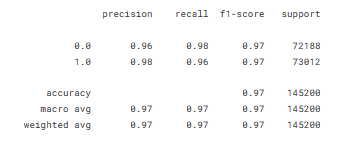 precision recall f1-score support
0.0 0.96 0.98 0.97 72188
1.0 0.98 0.96 0.97 73012
accuracy 0.97 145200
macro avg 0.97 0.97 0.97 145200
weighted avg 0.97 0.97 0.97 145200